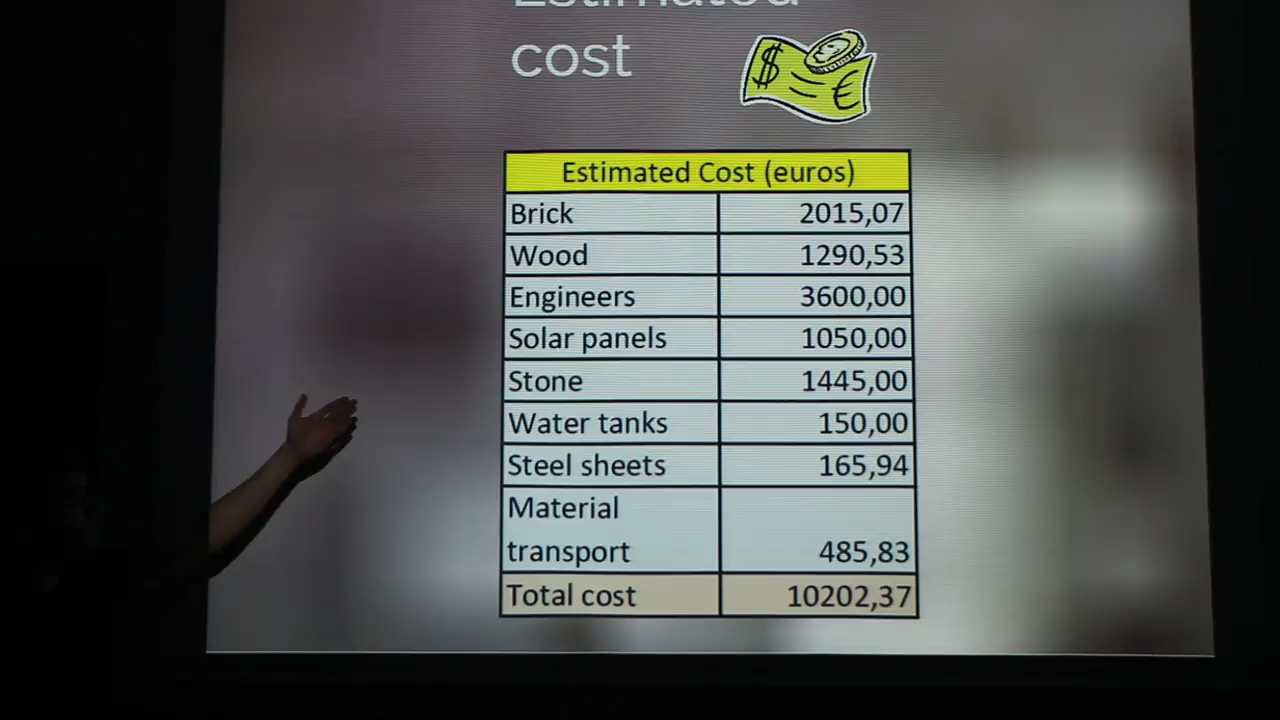 Estimated
cost
$ €
Estimated Cost (euros)
Brick 2015,07
Wood 1290,53
Engineers 3600,00
Solar panels 1050,00
Stone 1445,00
Water tanks 150,00
Steel sheets 165,94
Material
transport 485,83
Total cost 10202,37